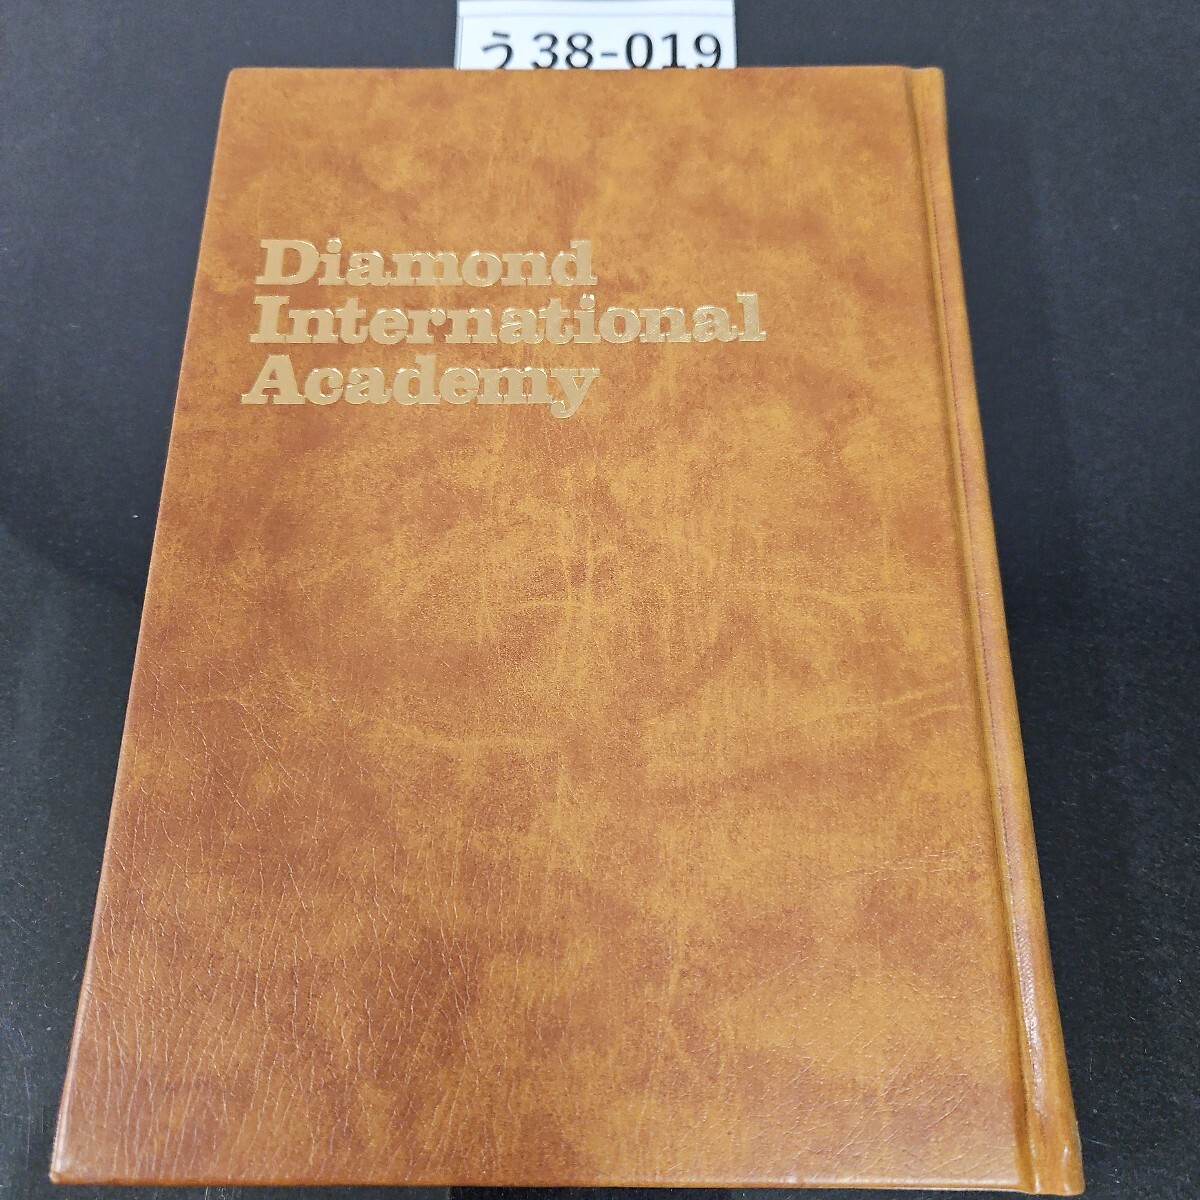 う38-019
Diamond
International
Academy